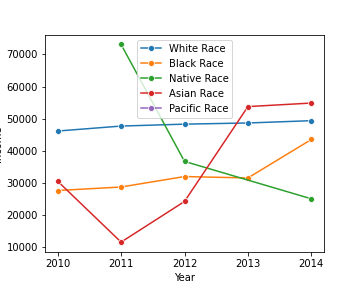 White Race
Black Race
Native Race
Asian Race
Pacific Race
70000
60000
50000
40000
30000
20000
10000
2010 2011 2012 2013 2014
Year